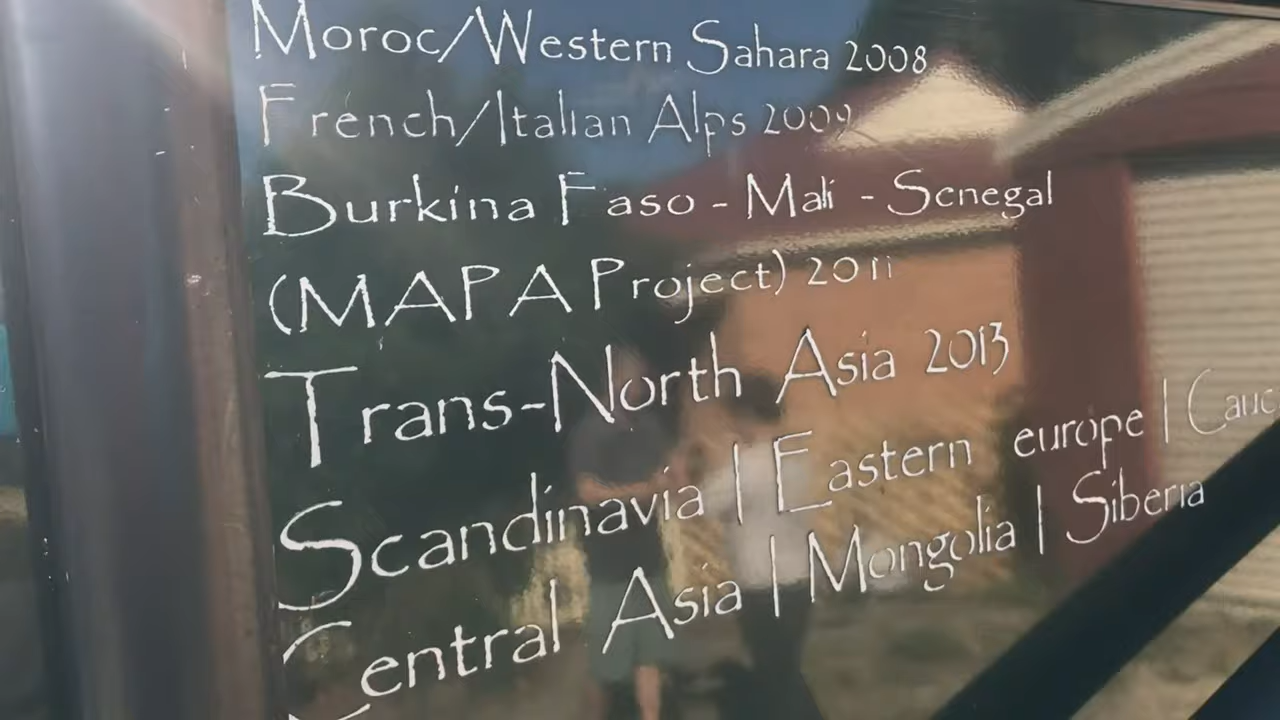 Moroc/Western Sahara 2008
French/Italian Alps 2009
Burkina Faso - Mali - Senegal
(MAPA Project) 2011
Trans-North Asia 2013
Scandinavia | Eastern europe |
Central Asia | Mongolia | Siberia